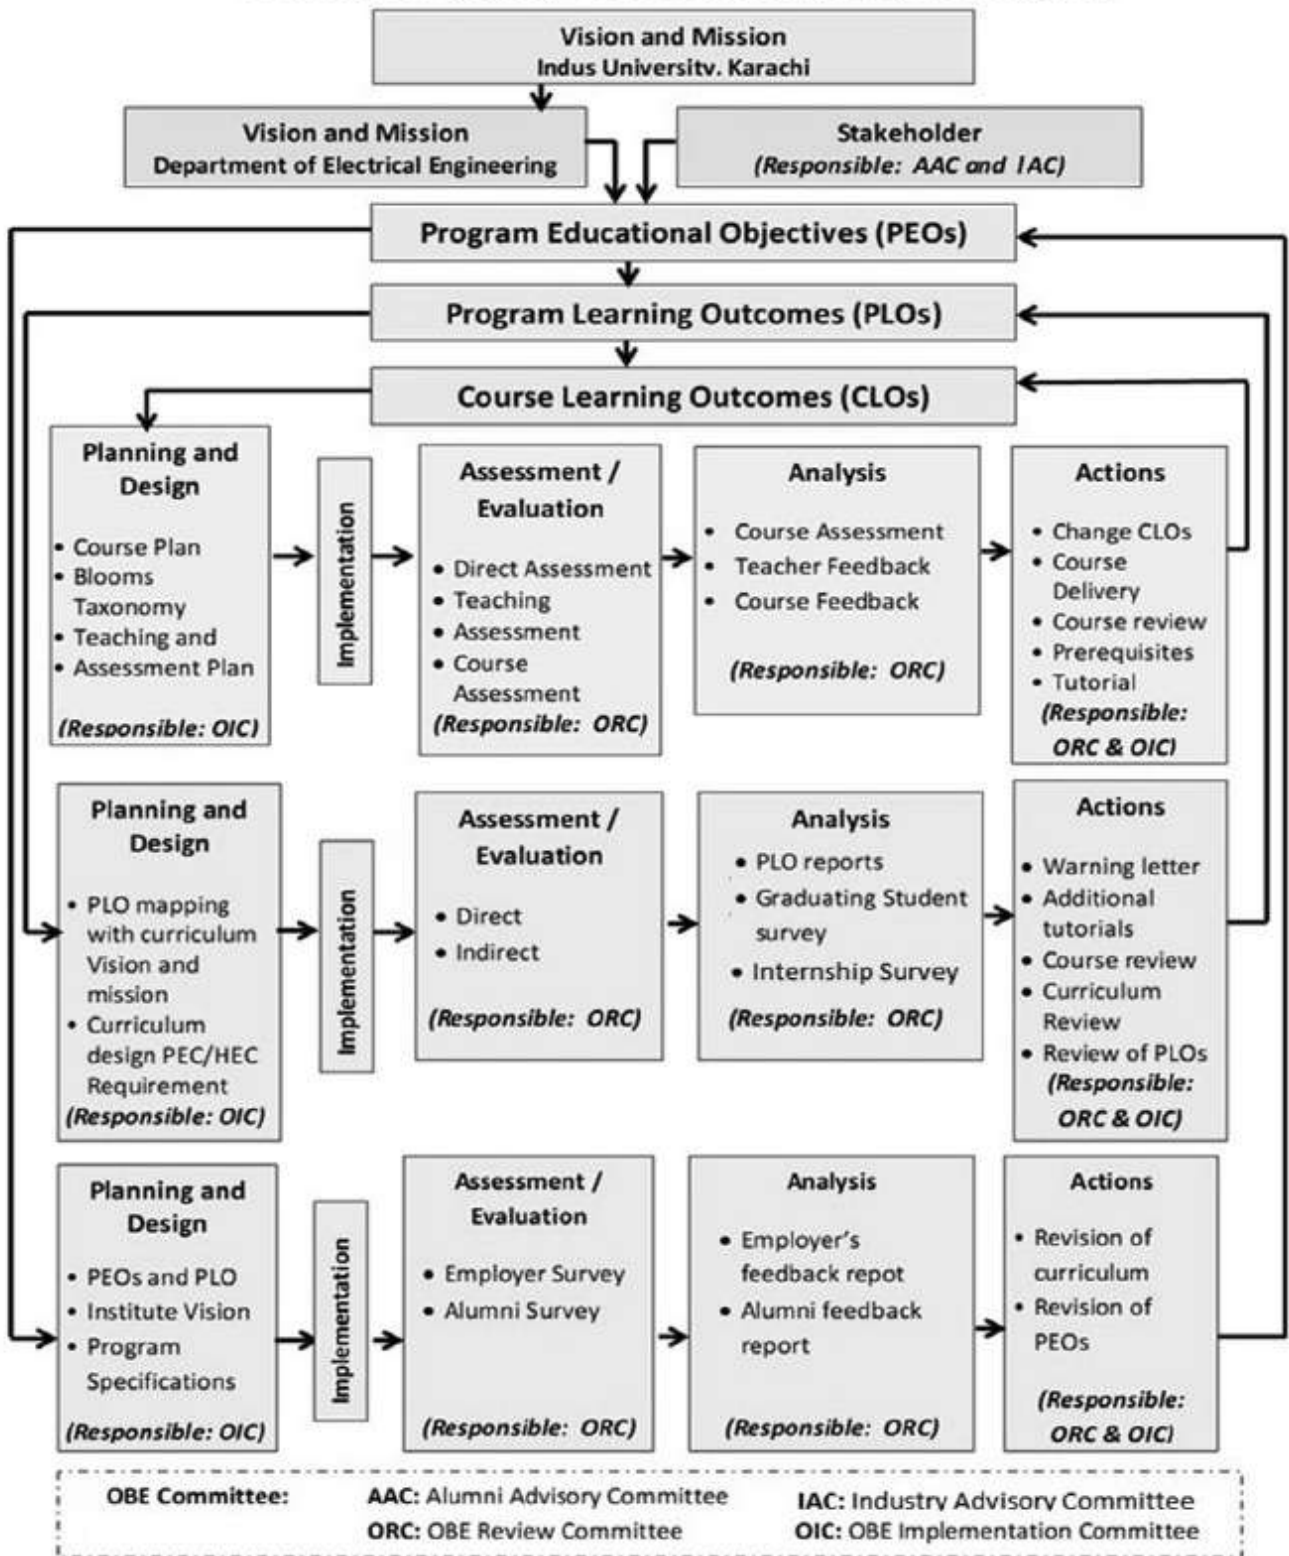 Vision and Mission
Indus University. Karachi
Vision and Mission
Department of Electrical Engineering
Stakeholder
(Responsible: AAC and IAC)
Program Educational Objectives (PEOs)
Program Learning Outcomes (PLOs)
Course Learning Outcomes (CLOs)
Planning and
Design
• Course Plan
• Blooms
Taxonomy
• Teaching and
• Assessment Plan
(Responsible: OIC)
Implementation
Assessment /
Evaluation
• Direct Assessment
• Teaching
• Assessment
• Course
Assessment
(Responsible: ORC)
Analysis
• Course Assessment
• Teacher Feedback
• Course Feedback
(Responsible: ORC)
Actions
• Change CLOs
• Course
Delivery
• Course review
• Prerequisites
• Tutorial
(Responsible:
ORC & OIC)
Planning and
Design
• PLO mapping
with curriculum
Vision and
mission
• Curriculum
design PEC/HEC
Requirement
(Responsible: OIC)
Implementation
Assessment /
Evaluation
• Direct
• Indirect
(Responsible: ORC)
Analysis
• PLO reports
• Graduating Student
survey
• Internship Survey
(Responsible: ORC)
Actions
• Warning letter
• Additional
tutorials
• Course review
• Curriculum
Review
• Review of PLOs
(Responsible:
ORC & OIC)
Planning and
Design
• PEOs and PLO
• Institute Vision
• Program
Specifications
(Responsible: OIC)
Implementation
Assessment /
Evaluation
• Employer Survey
• Alumni Survey
(Responsible: ORC)
Analysis
• Employer's
feedback repot
• Alumni feedback
report
(Responsible: ORC)
Actions
• Revision of
curriculum
• Revision of
PEOs
(Responsible:
ORC & OIC)
OBE Committee: AAC: Alumni Advisory Committee IAC: Industry Advisory Committee
ORC: OBE Review Committee OIC: OBE Implementation Committee